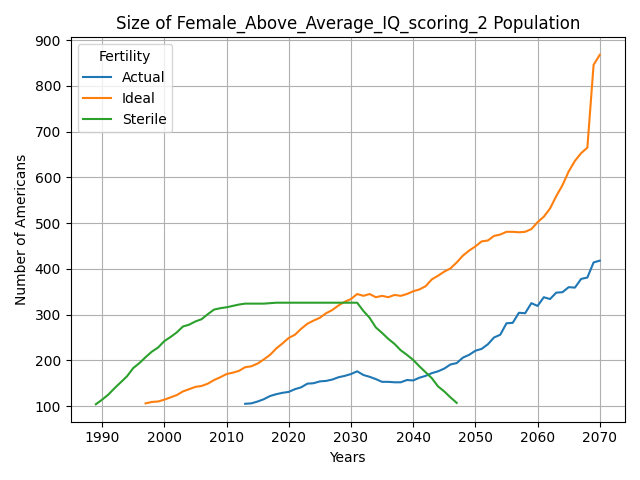 Size of Female_Above_Average_IQ_scoring_2 Population
Fertility
Actual
Ideal
Sterile
Number of Americans
900
800
700
600
500
400
300
200
100
1990 2000 2010 2020 2030 2040 2050 2060 2070
Years